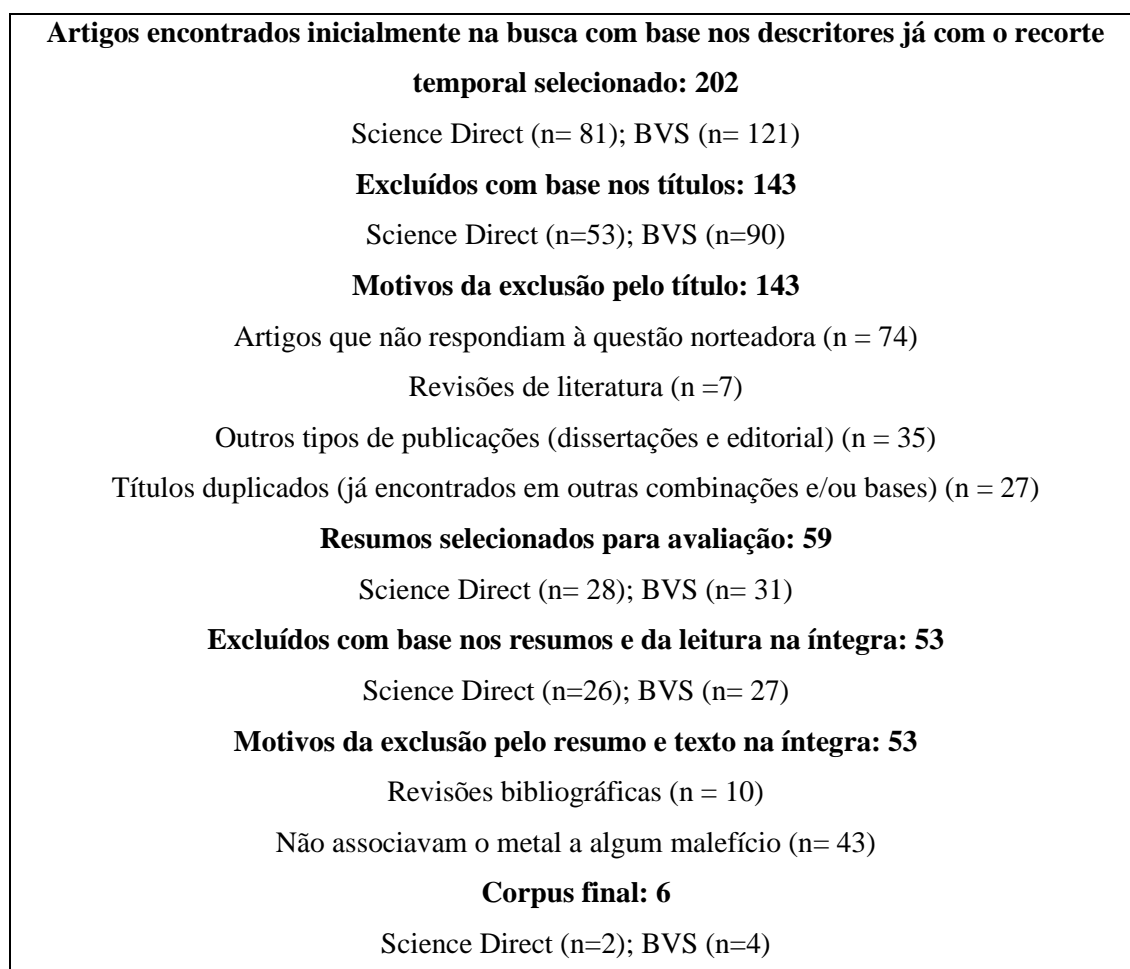 Artigos encontrados inicialmente na busca com base nos descritores já com o recorte
temporal selecionado: 202
Science Direct (n= 81); BVS (n= 121)
Excluídos com base nos títulos: 143
Science Direct (n=53); BVS (n=90)
Motivos da exclusão pelo título: 143
Artigos que não respondiam à questão norteadora (n = 74)
Revisões de literatura (n =7)
Outros tipos de publicações (dissertações e editorial) (n = 35)
Títulos duplicados (já encontrados em outras combinações e/ou bases) (n = 27)
Resumos selecionados para avaliação: 59
Science Direct (n= 28); BVS (n= 31)
Excluídos com base nos resumos e da leitura na íntegra: 53
Science Direct (n=26); BVS (n= 27)
Motivos da exclusão pelo resumo e texto na íntegra: 53
Revisões bibliográficas (n = 10)
Não associavam o metal a algum malefício (n= 43)
Corpus final: 6
Science Direct (n=2); BVS (n=4)